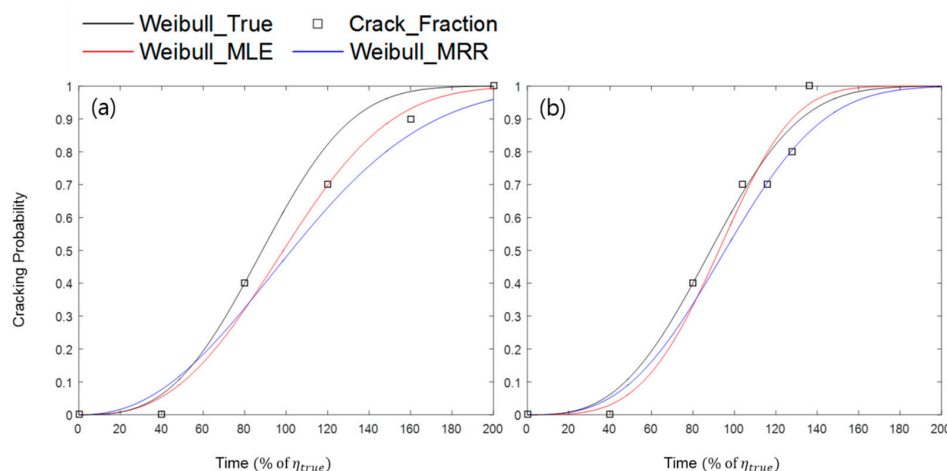 Weibull_True Crack_Fraction
Weibull_MLE Weibull_MRR
(a) (b)
Cracking Probability
1
0.9
0.8
0.7
0.6
0.5
0.4
0.3
0.2
0.1
0
0 20 40 60 80 100 120 140 160 180 200
Time (% of η_true)
1
0.9
0.8
0.7
0.6
0.5
0.4
0.3
0.2
0.1
0
0 20 40 60 80 100 120 140 160 180 200
Time (% of η_true)